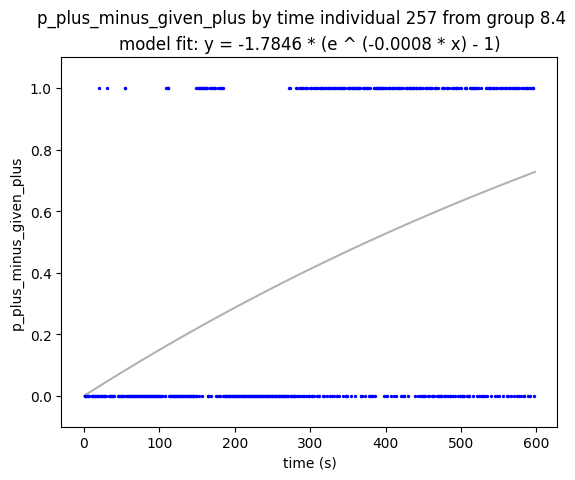 p_plus_minus_given_plus by time individual 257 from group 8.4
model fit: y = -1.7846 * (e ^ (-0.0008 * x) - 1)
1.0
0.8
0.6
0.4
0.2
0.0
p_plus_minus_given_plus
0 100 200 300 400 500 600
time (s)